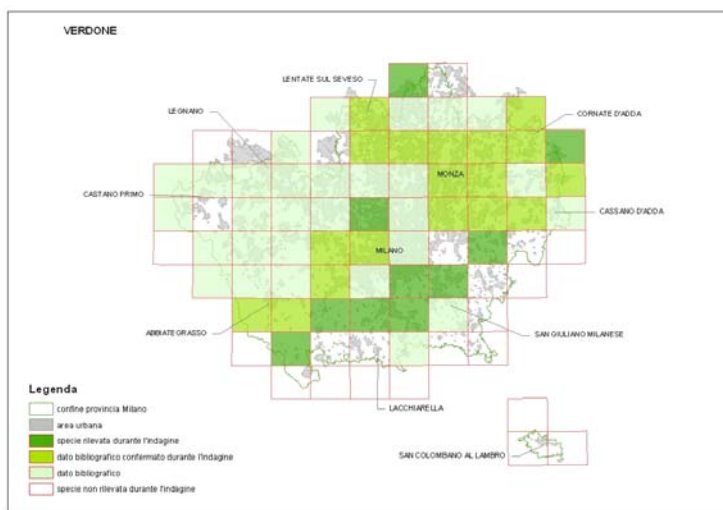 VERDONE
LENTATE SUL SEVESO
CORNATE D'ADDA
LEGNANO
MONZA
CASTANO PRIMO
CASSANO D'ADDA
MILANO
ABBIATEGRASSO
SAN GIULIANO MILANESE
LACCHIARELLA
SAN COLOMBANO AL LAMBRO
Legenda
confine provincia Milano
area urbana
specie rilevata durante l'indagine
dato bibliografico confermato durante l'indagine
dato bibliografico
specie non rilevata durante l'indagine